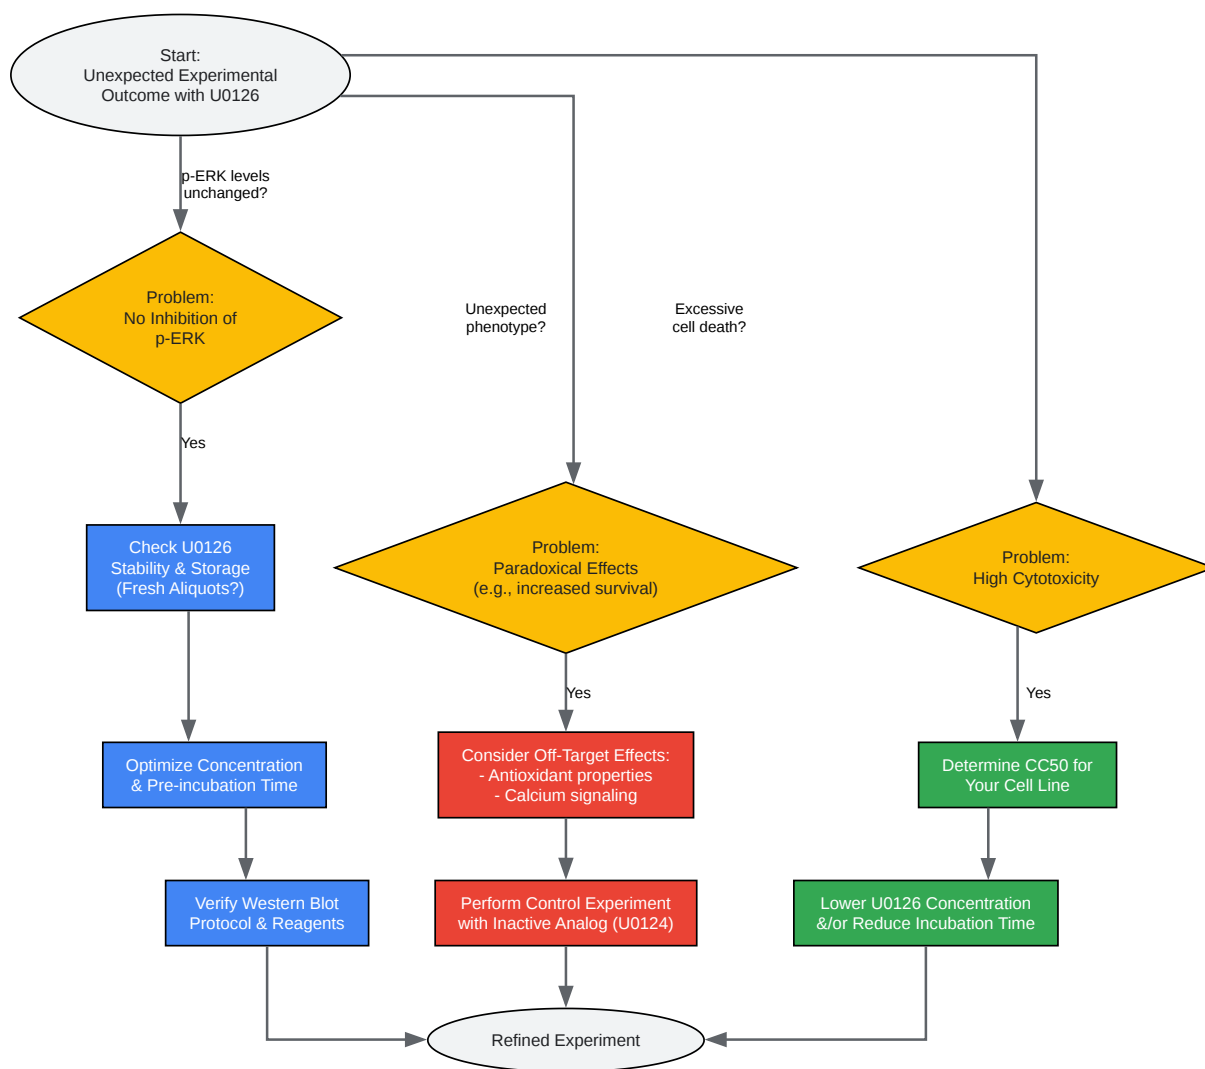 Start:
Unexpected Experimental
Outcome with U0126
p-ERK levels
unchanged?
Problem:
No Inhibition of
p-ERK
Unexpected
phenotype?
Excessive
cell death?
Yes
Check U0126
Stability & Storage
(Fresh Aliquots?)
Problem:
Paradoxical Effects
(e.g., increased survival)
Problem:
High Cytotoxicity
Yes
Yes
Optimize Concentration
& Pre-incubation Time
Consider Off-Target Effects:
- Antioxidant properties
- Calcium signaling
Determine CC50 for
Your Cell Line
Verify Western Blot
Protocol & Reagents
Perform Control Experiment
with Inactive Analog (U0124)
Lower U0126 Concentration
&/or Reduce Incubation Time
Refined Experiment